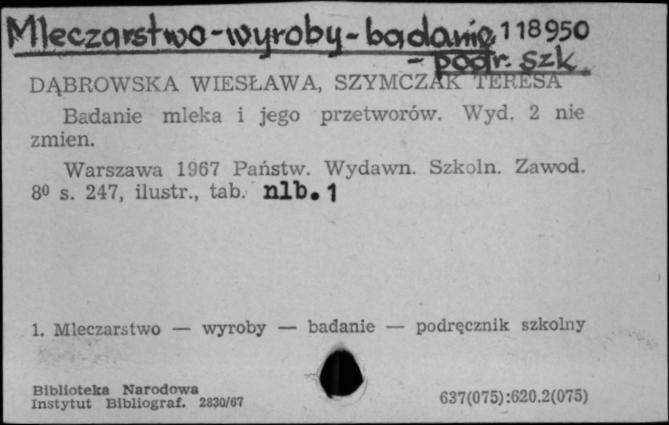 Mleczarstwo-wyroby-badanie 118950
- podr. szk.
DĄBROWSKA WIESŁAWA, SZYMCZAK TERESA
Badanie mleka i jego przetworów. Wyd. 2 nie
zmien.
Warszawa 1967 Państw. Wydawn. Szkoln. Zawod.
8⁰ s. 247, ilustr., tab. nlb. 1
1. Mleczarstwo — wyroby — badanie — podręcznik szkolny
Biblioteka Narodowa
Instytut Bibliograf. 2830/67
637(075):620.2(075)